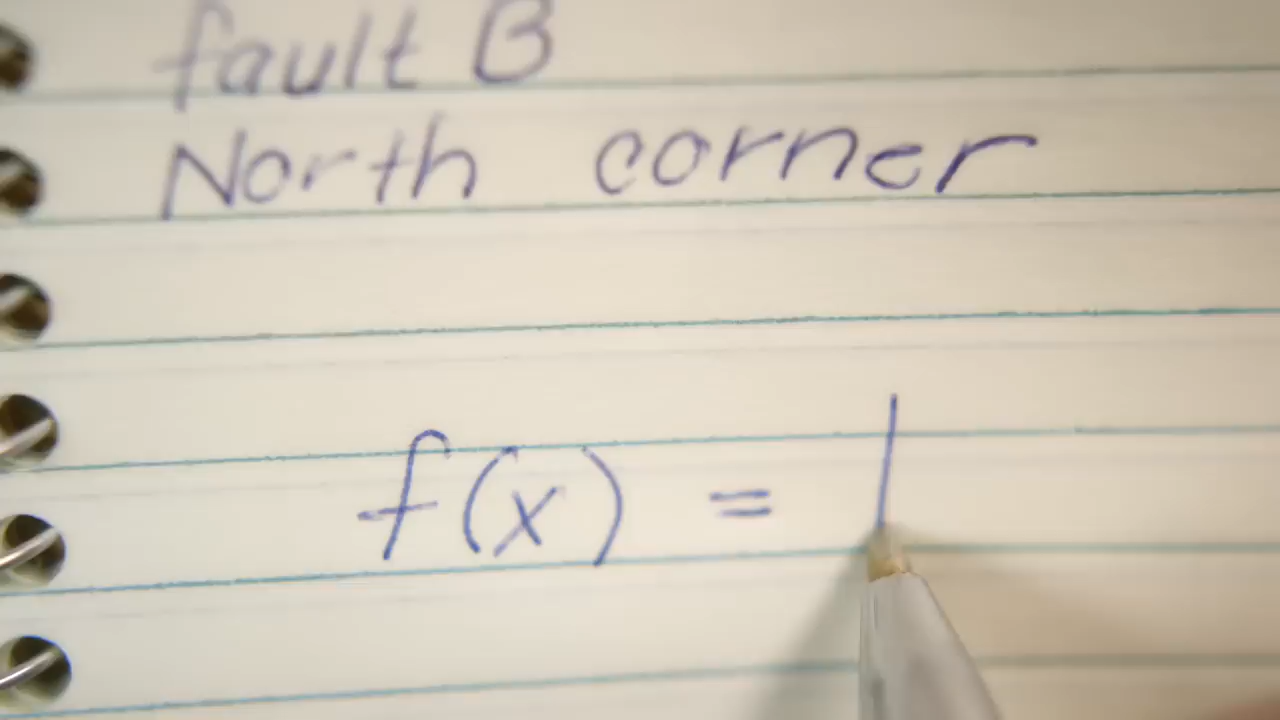 fault B
North corner
f(x) = |